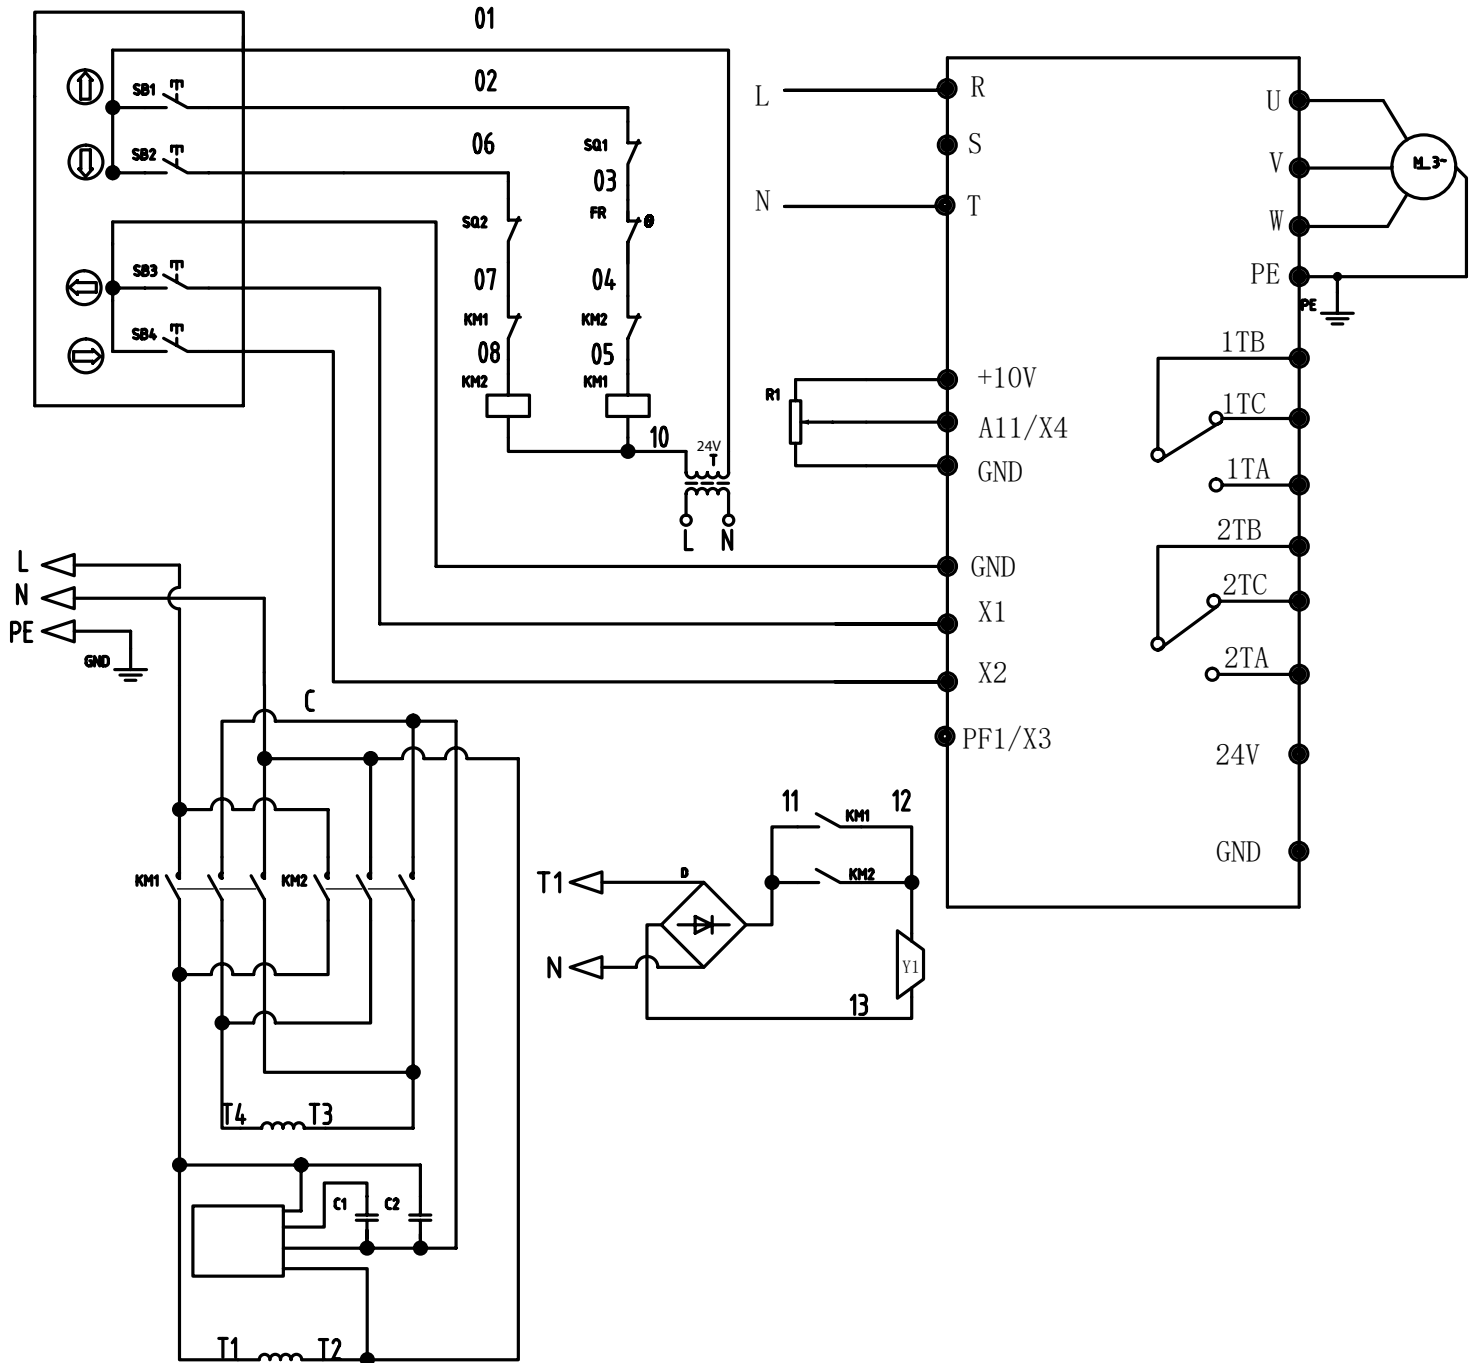 01
SB1
02
L
R
U
SB2
06
SQ1
S
V
M 3~
03
N
T
FR
SQ2
W
SB3
07
04
PE
PE
SB4
KM1
KM2
08
05
1TB
KM2
KM1
+10V
R1
1TC
10
24V
T
A11/X4
GND
1TA
L N
2TB
L
GND
2TC
N
X1
PE
GND
2TA
X2
C
PF1/X3
24V
11
12
KM1
GND
KM1
KM2
T1
D
KM2
N
Y1
13
T4
T3
C1
C2
T1
T2